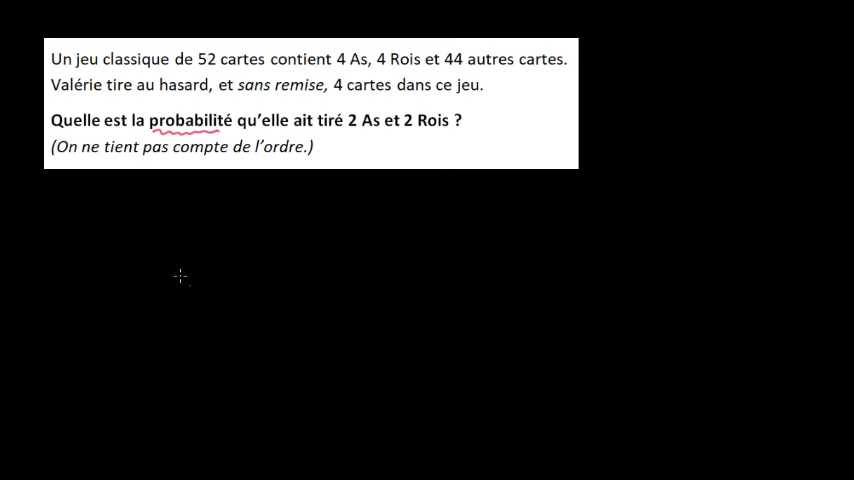 Un jeu classique de 52 cartes contient 4 As, 4 Rois et 44 autres cartes.
Valérie tire au hasard, et sans remise, 4 cartes dans ce jeu.
Quelle est la probabilité qu’elle ait tiré 2 As et 2 Rois ?
(On ne tient pas compte de l’ordre.)